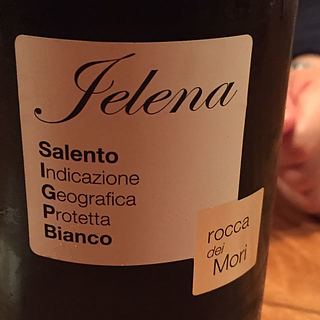 Jelena
Salento
Indicazione
Geografica
Protetta
Bianco
rocca
dei
Mori